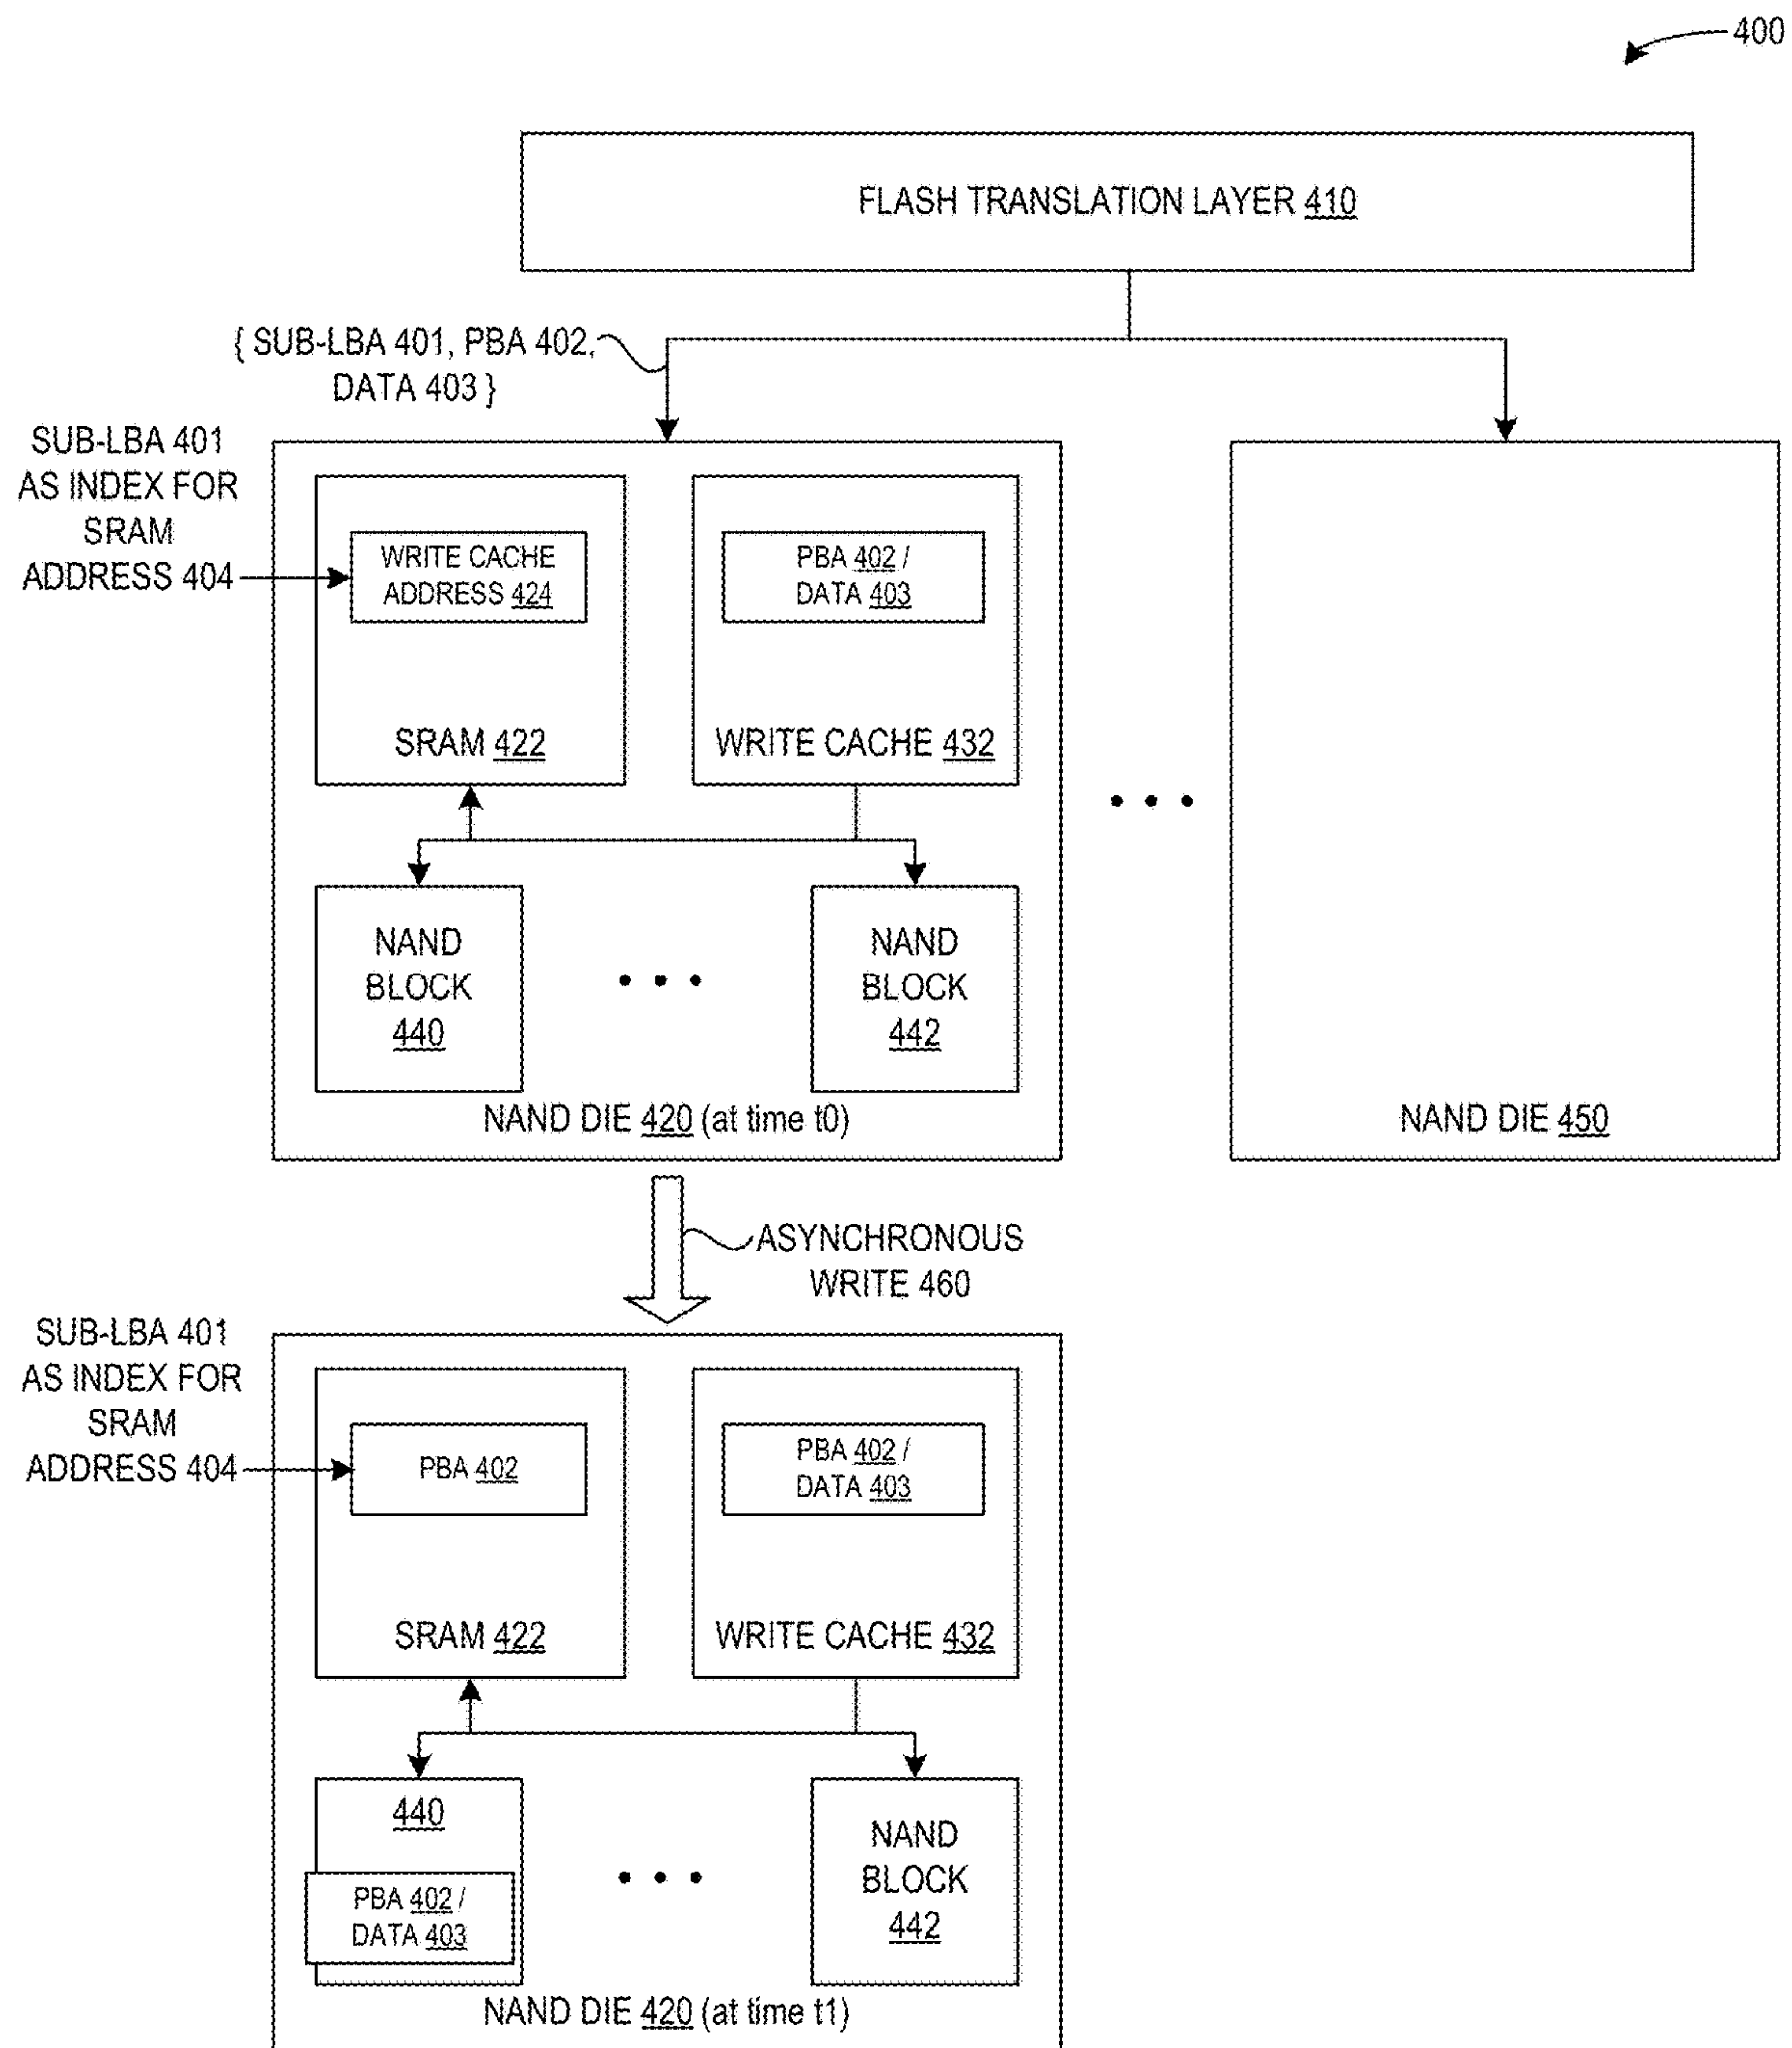 400
FLASH TRANSLATION LAYER 410
{ SUB-LBA 401, PBA 402,
DATA 403 }
SUB-LBA 401
AS INDEX FOR
SRAM
ADDRESS 404
WRITE CACHE
ADDRESS 424
SRAM 422
PBA 402 /
DATA 403
WRITE CACHE 432
NAND
BLOCK
440
NAND
BLOCK
442
NAND DIE 420 (at time t0)
NAND DIE 450
ASYNCHRONOUS
WRITE 460
SUB-LBA 401
AS INDEX FOR
SRAM
ADDRESS 404
PBA 402
SRAM 422
PBA 402 /
DATA 403
WRITE CACHE 432
440
PBA 402 /
DATA 403
NAND
BLOCK
442
NAND DIE 420 (at time t1)